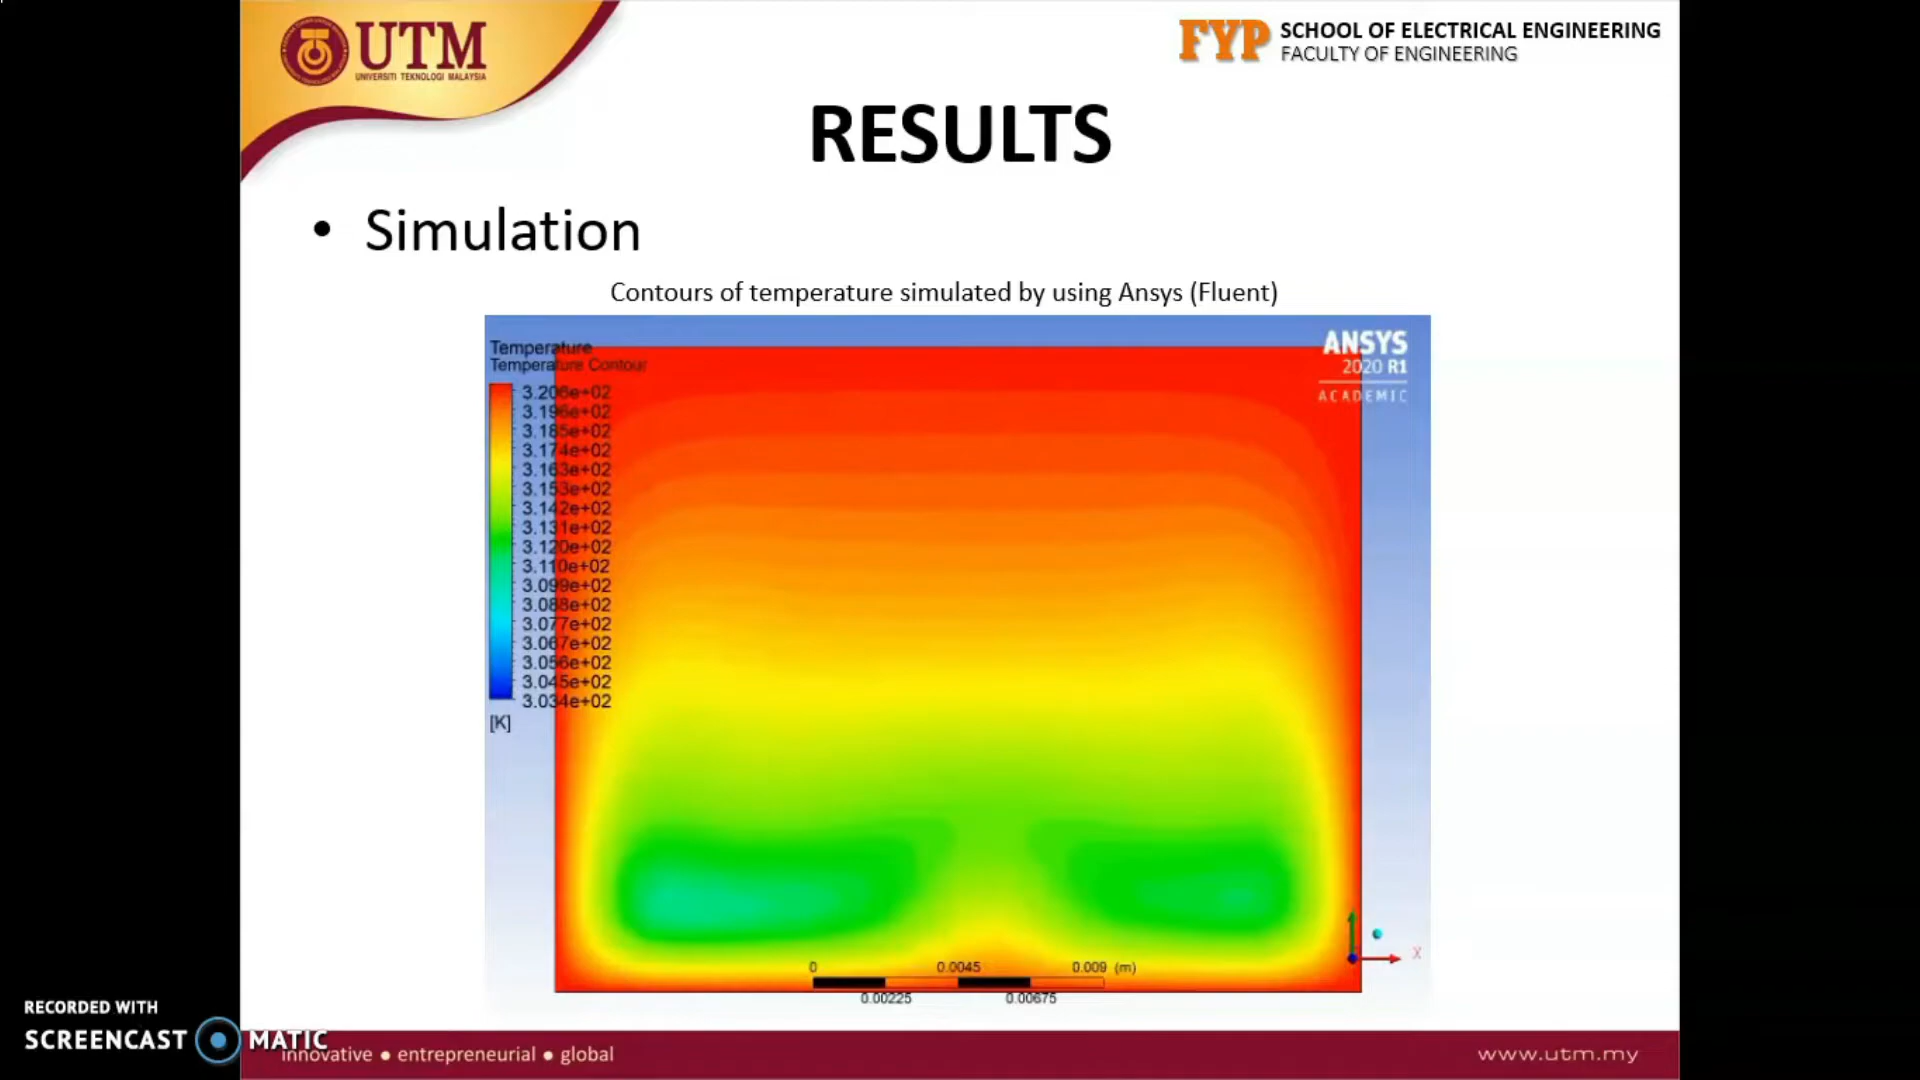 UTM
UNIVERSITI TEKNOLOGI MALAYSIA
FYP SCHOOL OF ELECTRICAL ENGINEERING
FACULTY OF ENGINEERING
RESULTS
• Simulation
Contours of temperature simulated by using Ansys (Fluent)
Temperature
Temperature Contour
3.206e+02
3.196e+02
3.185e+02
3.174e+02
3.163e+02
3.153e+02
3.142e+02
3.131e+02
3.120e+02
3.110e+02
3.099e+02
3.088e+02
3.077e+02
3.067e+02
3.056e+02
3.045e+02
3.034e+02
[K]
ANSYS
2020 R1
ACADEMIC
X
0 0.0045 0.009 (m)
0.00225 0.00675
RECORDED WITH
SCREENCAST MATIC
innovative ● entrepreneurial ● global
www.utm.my